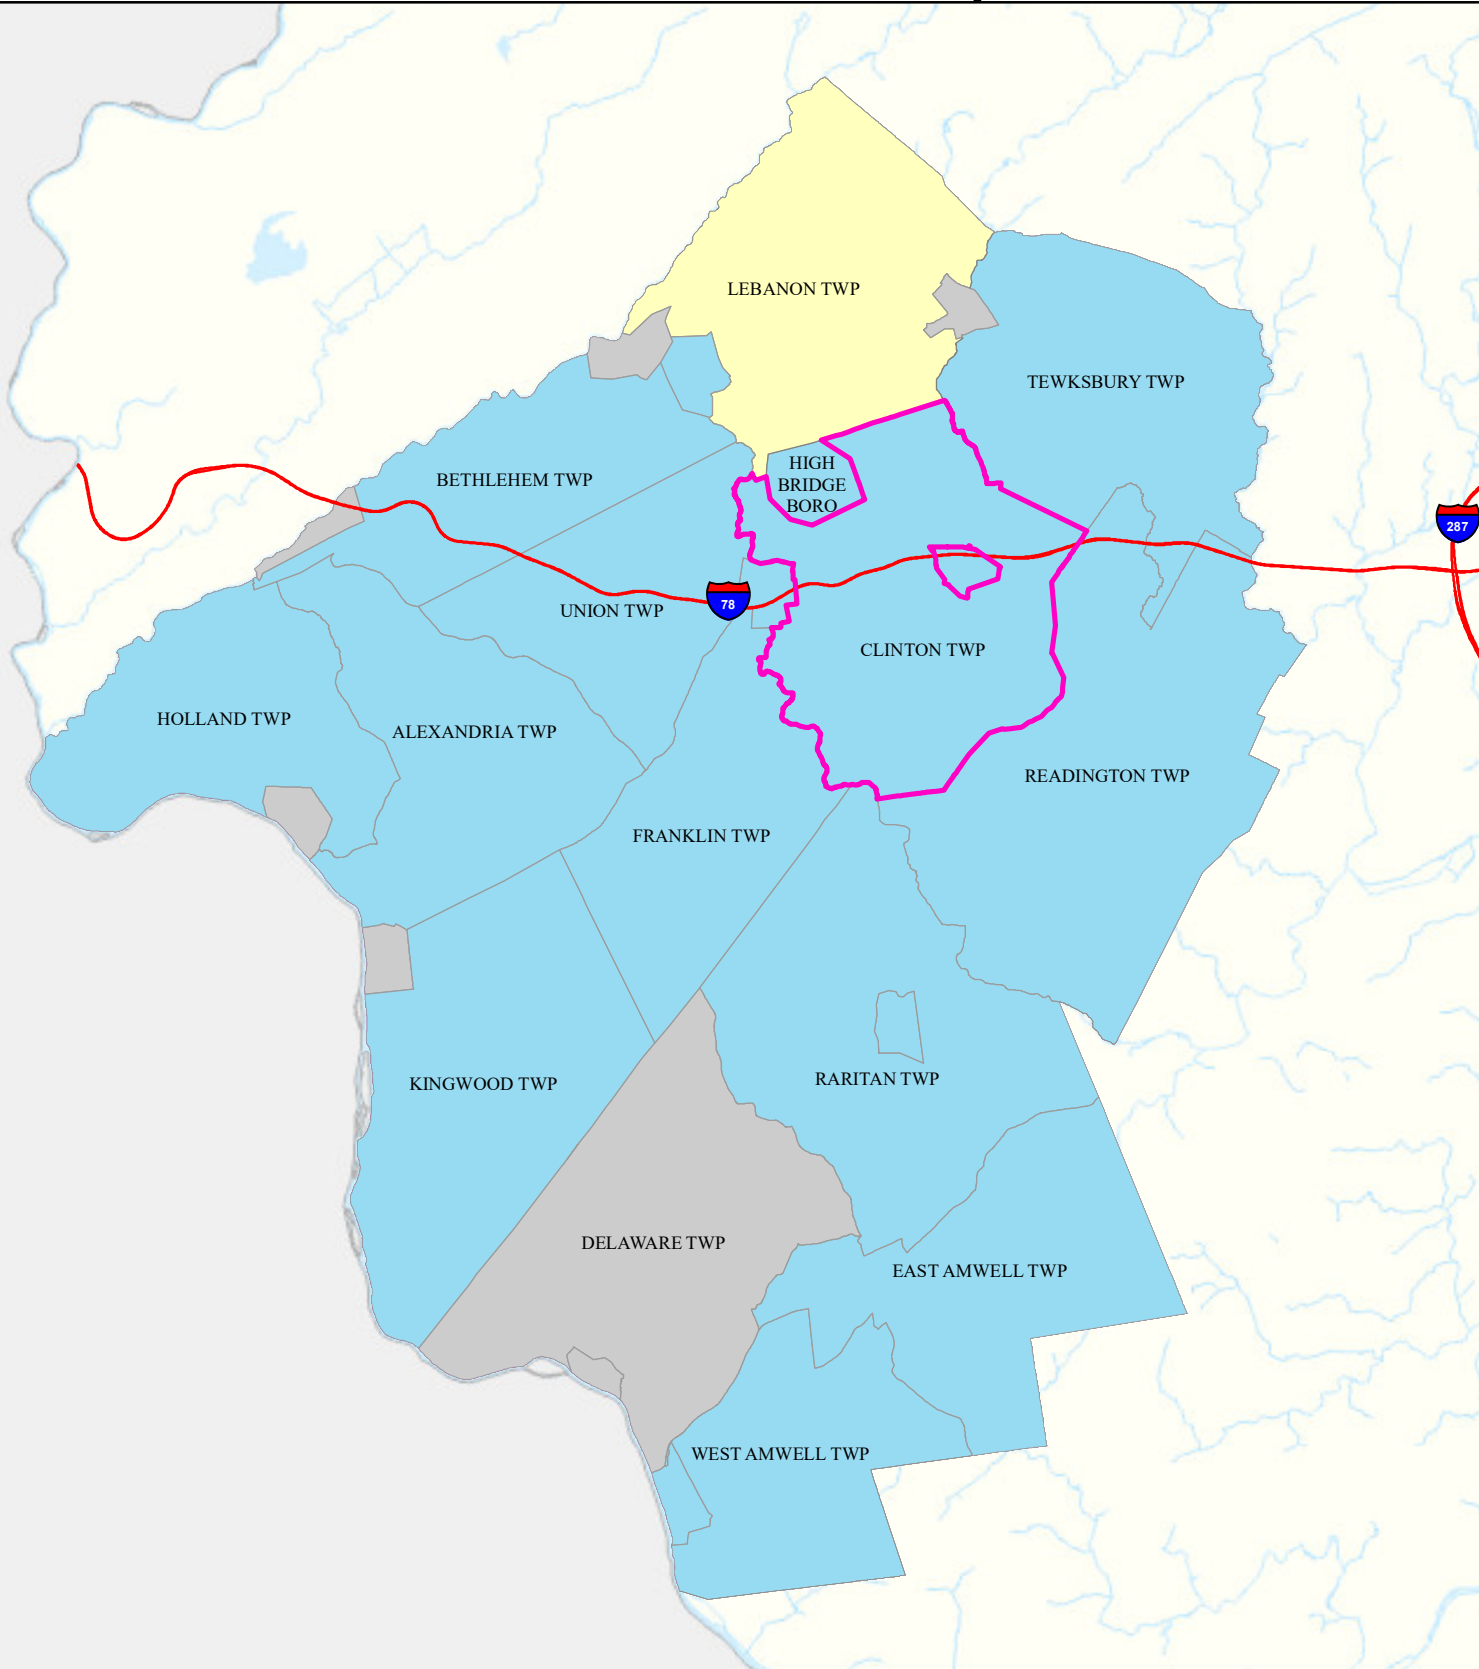 LEBANON TWP
TEWKSBURY TWP
HIGH
BRIDGE
BORO
BETHLEHEM TWP
287
78
UNION TWP
CLINTON TWP
HOLLAND TWP
ALEXANDRIA TWP
READINGTON TWP
FRANKLIN TWP
RARITAN TWP
KINGWOOD TWP
DELAWARE TWP
EAST AMWELL TWP
WEST AMWELL TWP